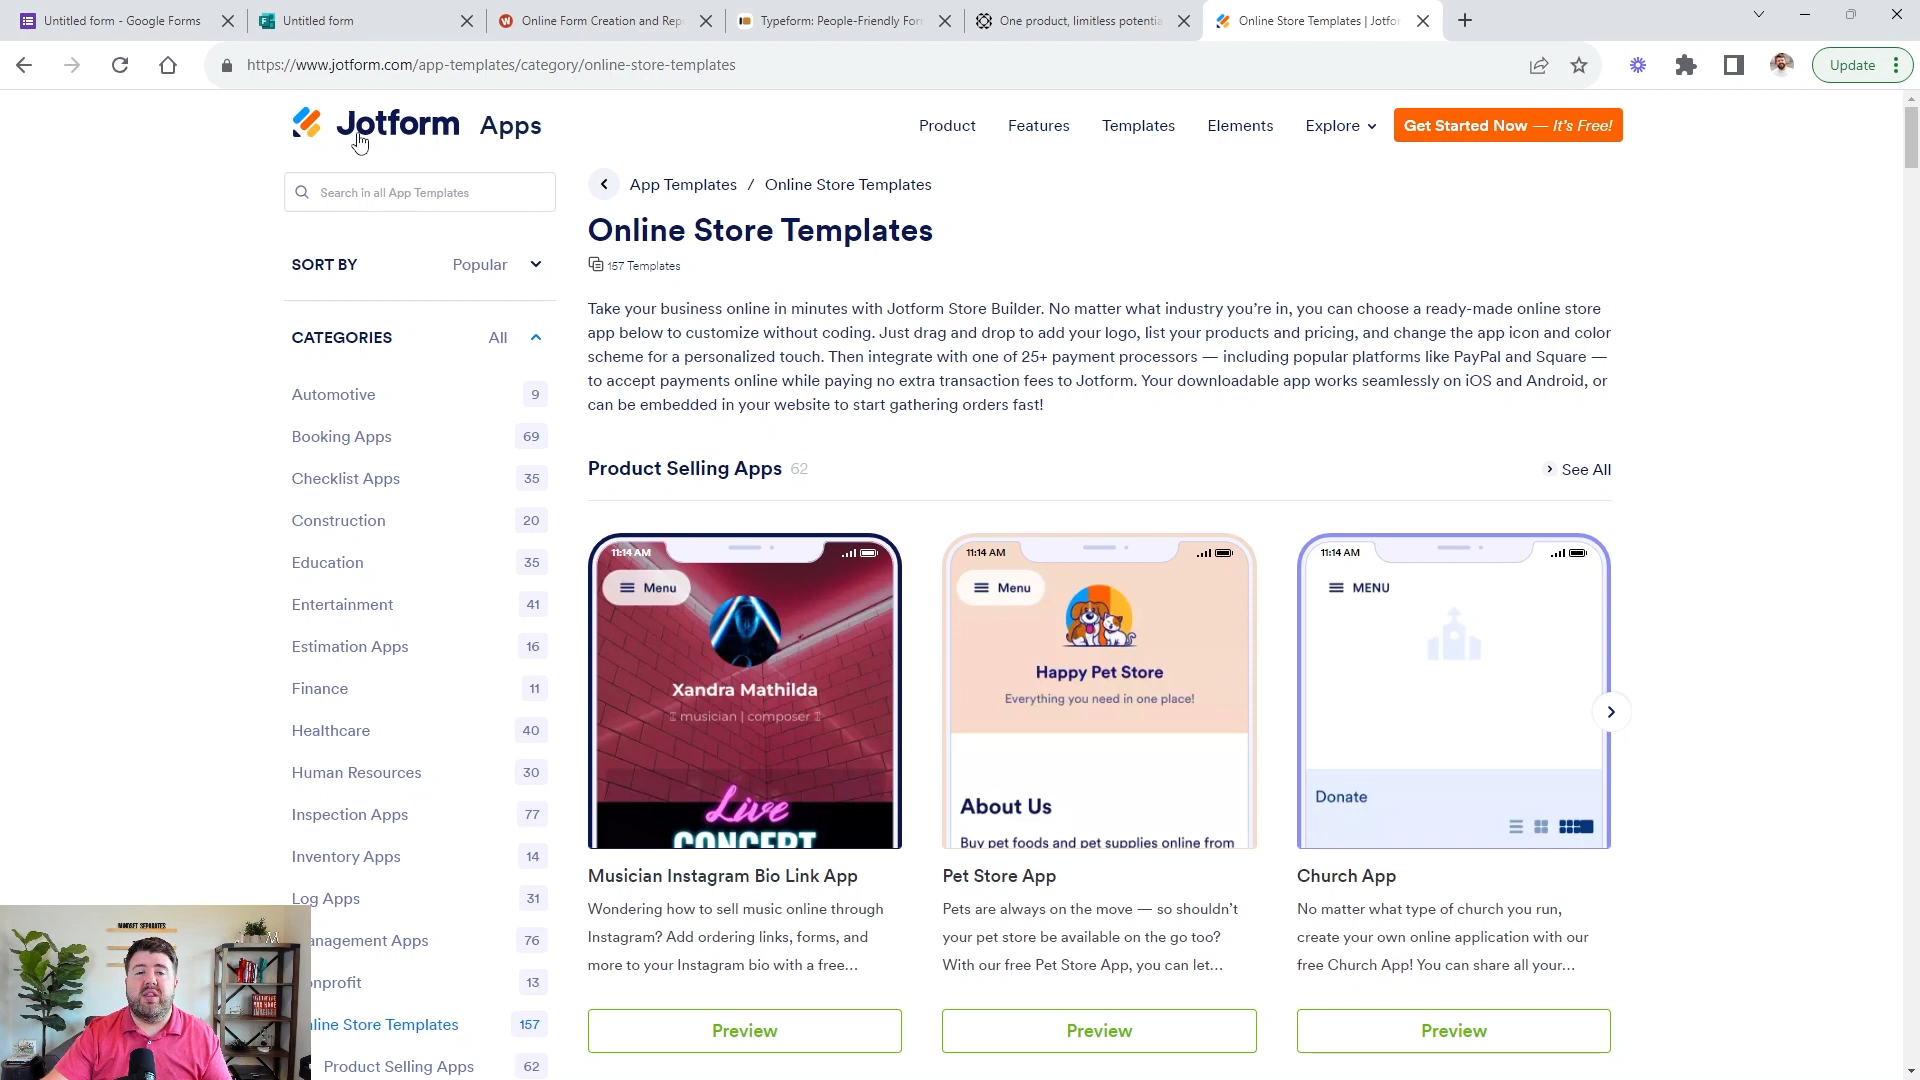 Untitled form - Google Forms
Untitled form
Online Form Creation and Rep
Typeform: People-Friendly For
One product, limitless potentia
Online Store Templates | Jotfor
https://www.jotform.com/app-templates/category/online-store-templates
Update
Jotform Apps
Product
Features
Templates
Elements
Explore
Get Started Now — It's Free!
Search in all App Templates
App Templates / Online Store Templates
Online Store Templates
157 Templates
SORT BY
Popular
Take your business online in minutes with Jotform Store Builder. No matter what industry you're in, you can choose a ready-made online store
app below to customize without coding. Just drag and drop to add your logo, list your products and pricing, and change the app icon and color
scheme for a personalized touch. Then integrate with one of 25+ payment processors — including popular platforms like PayPal and Square —
to accept payments online while paying no extra transaction fees to Jotform. Your downloadable app works seamlessly on iOS and Android, or
can be embedded in your website to start gathering orders fast!
CATEGORIES
All
Automotive 9
Booking Apps 69
Checklist Apps 35
Construction 20
Education 35
Entertainment 41
Estimation Apps 16
Finance 11
Healthcare 40
Human Resources 30
Inspection Apps 77
Inventory Apps 14
Log Apps 31
anagement Apps 76
onprofit 13
line Store Templates 157
Product Selling Apps 62
Product Selling Apps 62
See All
11:14 AM
Menu
Xandra Mathilda
musician | composer
Live
CONCERT
11:14 AM
Menu
Happy Pet Store
Everything you need in one place!
About Us
Buy pet foods and pet supplies online from
11:14 AM
MENU
Donate
Musician Instagram Bio Link App
Wondering how to sell music online through
Instagram? Add ordering links, forms, and
more to your Instagram bio with a free...
Preview
Pet Store App
Pets are always on the move — so shouldn't
your pet store be available on the go too?
With our free Pet Store App, you can let...
Preview
Church App
No matter what type of church you run,
create your own online application with our
free Church App! You can share all your...
Preview
MINDSET SEPARATES